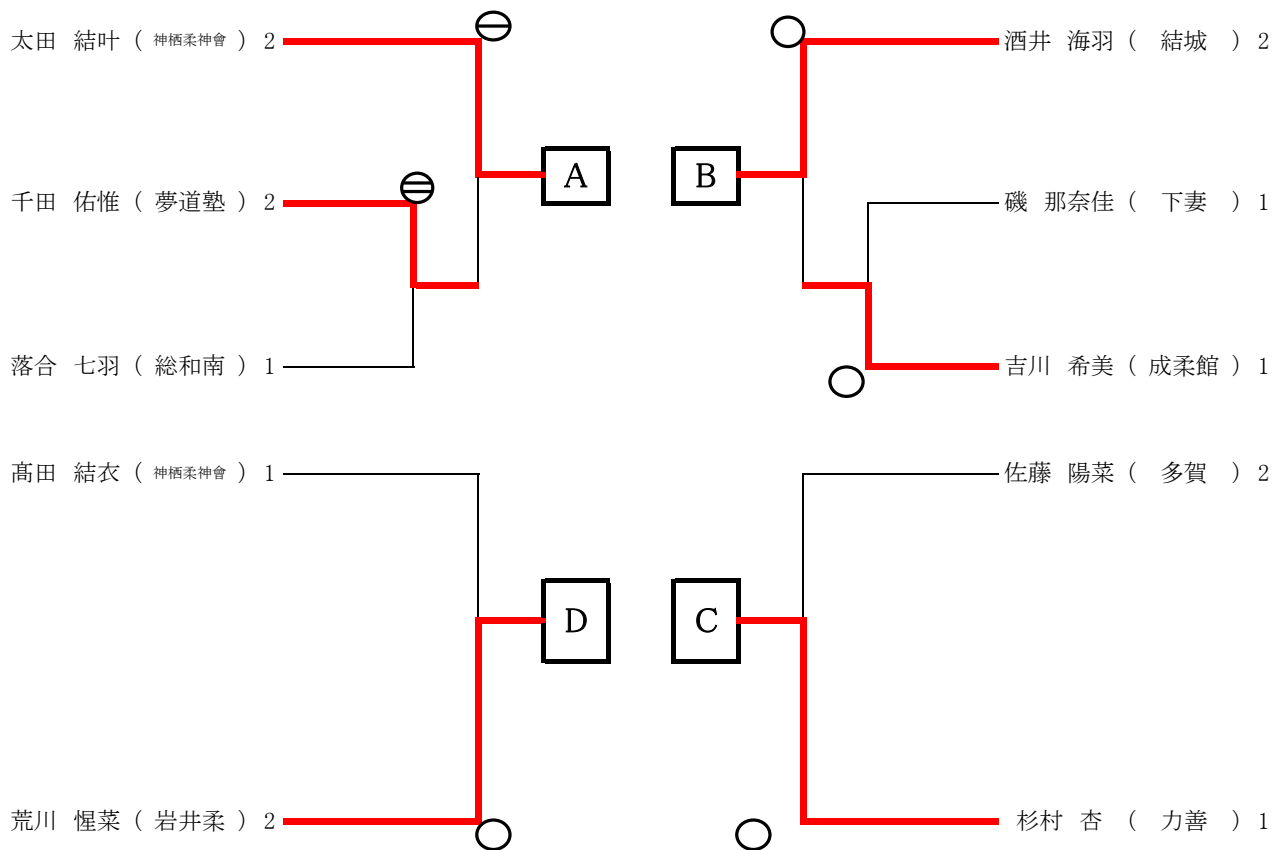 太田 結叶 ( 神栖柔神會 ) 2
千田 佑惟 ( 夢道塾 ) 2
落合 七羽 ( 総和南 ) 1
髙田 結衣 ( 神栖柔神會 ) 1
荒川 惺菜 ( 岩井柔 ) 2
A
B
D
C
酒井 海羽 ( 結城 ) 2
磯 那奈佳 ( 下妻 ) 1
吉川 希美 ( 成柔館 ) 1
佐藤 陽菜 ( 多賀 ) 2
杉村 杏 ( 力善 ) 1